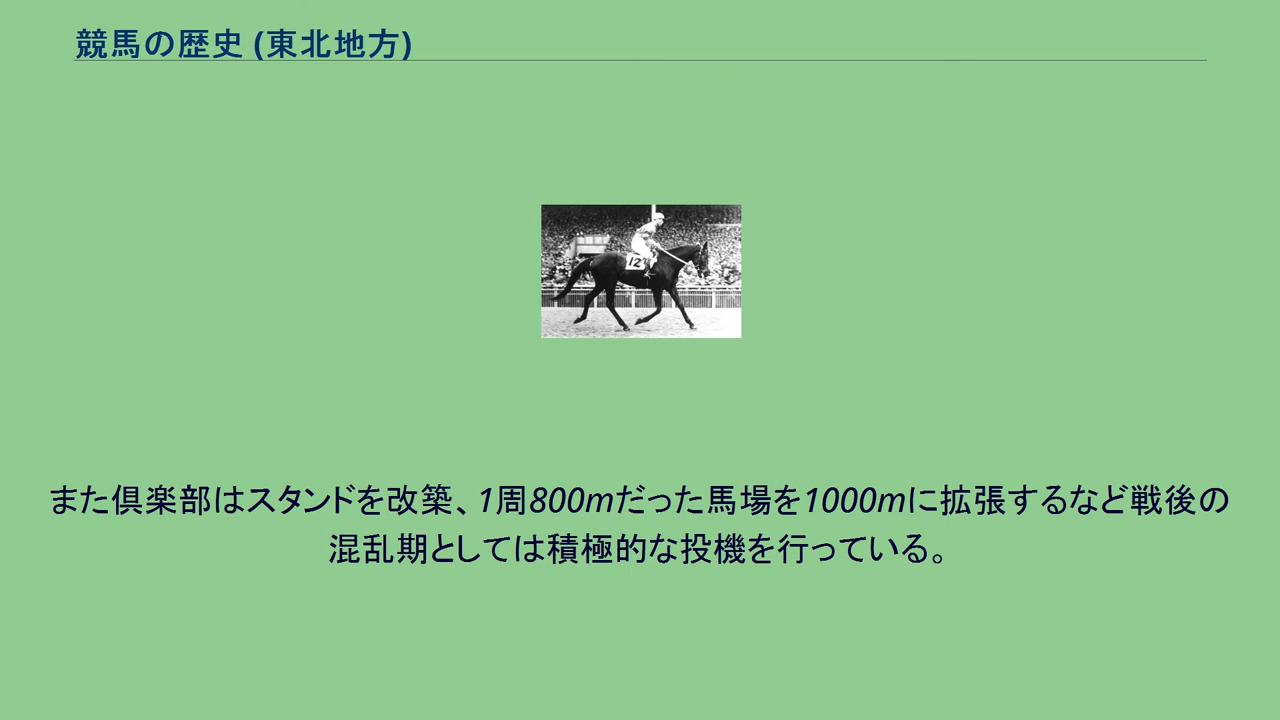 競馬の歴史 (東北地方)
12
また倶楽部はスタンドを改築、1周800mだった馬場を1000mに拡張するなど戦後の
混乱期としては積極的な投機を行っている。